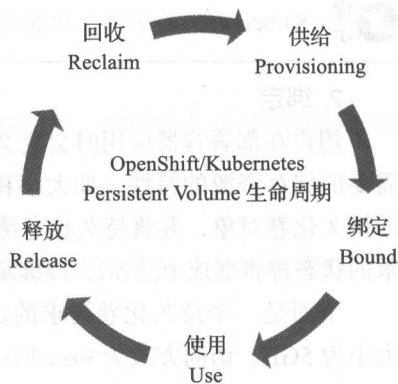 回收
Reclaim
供给
Provisioning
OpenShift/Kubernetes
Persistent Volume 生命周期
绑定
Bound
使用
Use
释放
Release